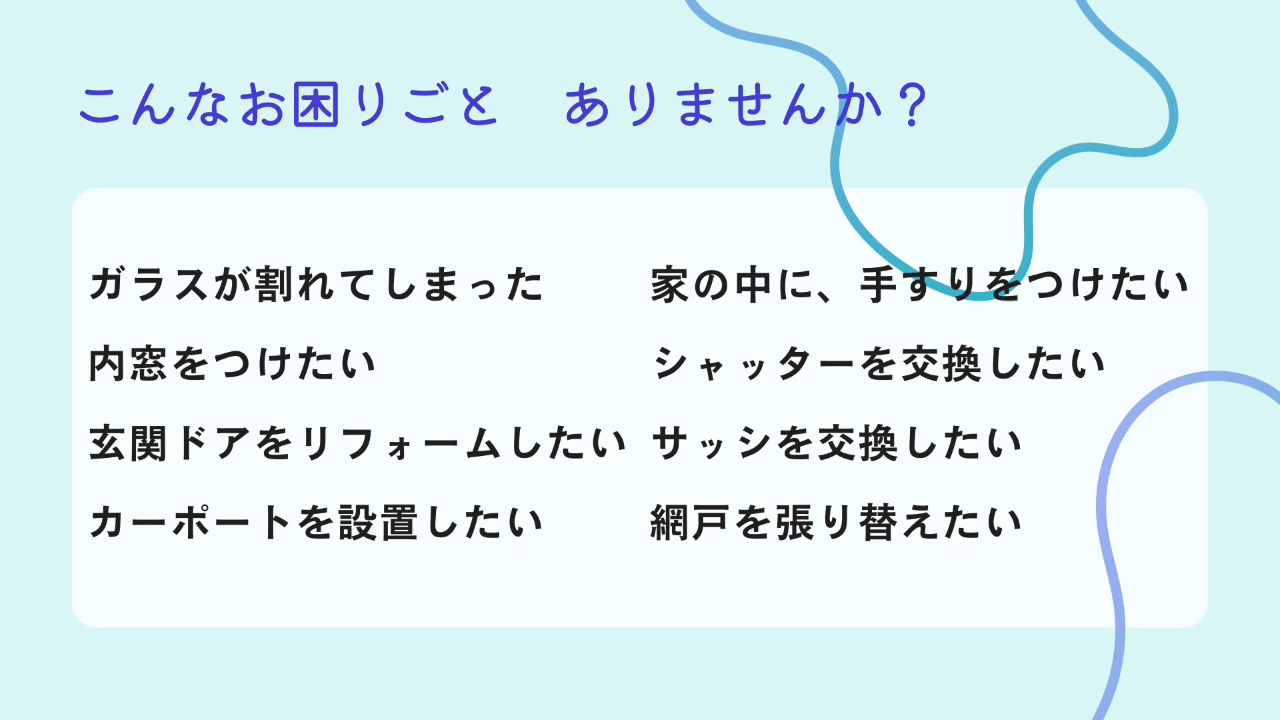 こんなお困りごと　ありませんか？
ガラスが割れてしまった
内窓をつけたい
玄関ドアをリフォームしたい
カーポートを設置したい
家の中に、手すりをつけたい
シャッターを交換したい
サッシを交換したい
網戸を張り替えたい